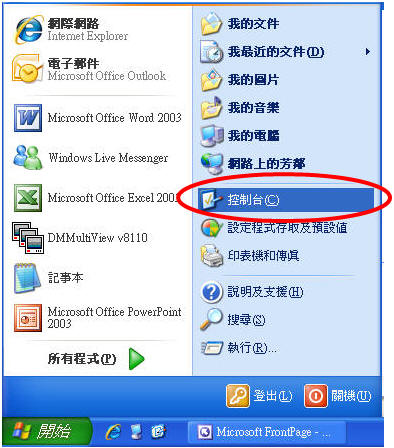 網際網路
Internet Explorer
電子郵件
Microsoft Office Outlook
Microsoft Office Word 2003
Windows Live Messenger
Microsoft Office Excel 2003
DMMultiView v8110
記事本
Microsoft Office PowerPoint
2003
所有程式(P)
我的文件
我最近的文件(D)
我的圖片
我的音樂
我的電腦
網路上的芳鄰
控制台(C)
設定程式存取及預設值
印表機和傳真
說明及支援(H)
搜尋(S)
執行(R)...
登出(L)
關機(U)
開始
Microsoft FrontPage - ...